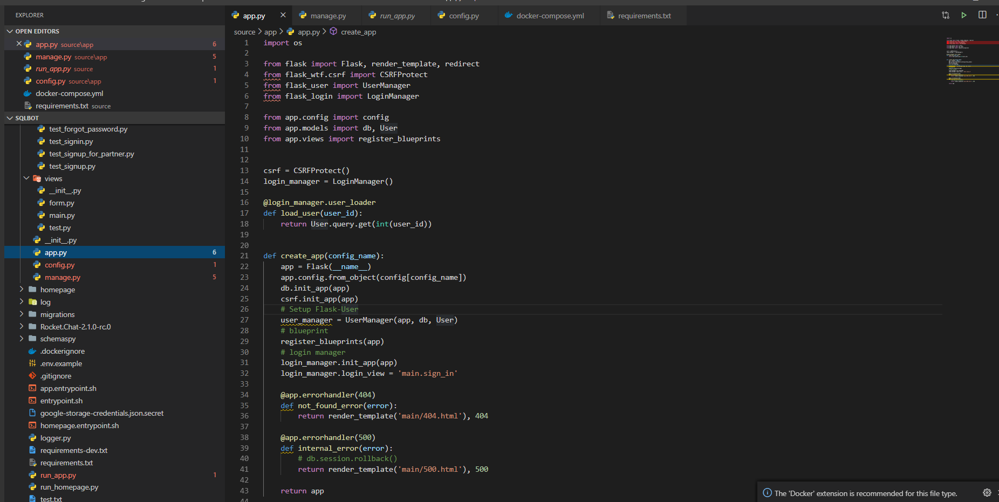 EXPLORER
OPEN EDITORS
app.py source\app 6
manage.py source\app 5
run_app.py source 1
config.py source\app 1
docker-compose.yml
requirements.txt source
SQLBOT
test_forgot_password.py
test_signin.py
test_signup_for_partner.py
test_signup.py
views
__init__.py
form.py
main.py
test.py
__init__.py
app.py 6
config.py 1
manage.py 5
homepage
log
migrations
Rocket.Chat-2.1.0-rc.0
schemaspy
.dockerignore
.env.example
.gitignore
app.entrypoint.sh
entrypoint.sh
google-storage-credentials.json.secret
homepage.entrypoint.sh
logger.py
requirements-dev.txt
requirements.txt
run_app.py 1
run_homepage.py
test.txt
app.py manage.py run_app.py config.py docker-compose.yml requirements.txt
source > app > app.py > create_app
1 import os
2
3 from flask import Flask, render_template, redirect
4 from flask_wtf.csrf import CSRFProtect
5 from flask_user import UserManager
6 from flask_login import LoginManager
7
8 from app.config import config
9 from app.models import db, User
10 from app.views import register_blueprints
11
12
13 csrf = CSRFProtect()
14 login_manager = LoginManager()
15
16 @login_manager.user_loader
17 def load_user(user_id):
18 return User.query.get(int(user_id))
19
20
21 def create_app(config_name):
22 app = Flask(__name__)
23 app.config.from_object(config[config_name])
24 db.init_app(app)
25 csrf.init_app(app)
26 # Setup Flask-User
27 user_manager = UserManager(app, db, User)
28 # blueprint
29 register_blueprints(app)
30 # login manager
31 login_manager.init_app(app)
32 login_manager.login_view = 'main.sign_in'
33
34 @app.errorhandler(404)
35 def not_found_error(error):
36 return render_template('main/404.html'), 404
37
38 @app.errorhandler(500)
39 def internal_error(error):
40 # db.session.rollback()
41 return render_template('main/500.html'), 500
42
43 return app
44
The 'Docker' extension is recommended for this file type.